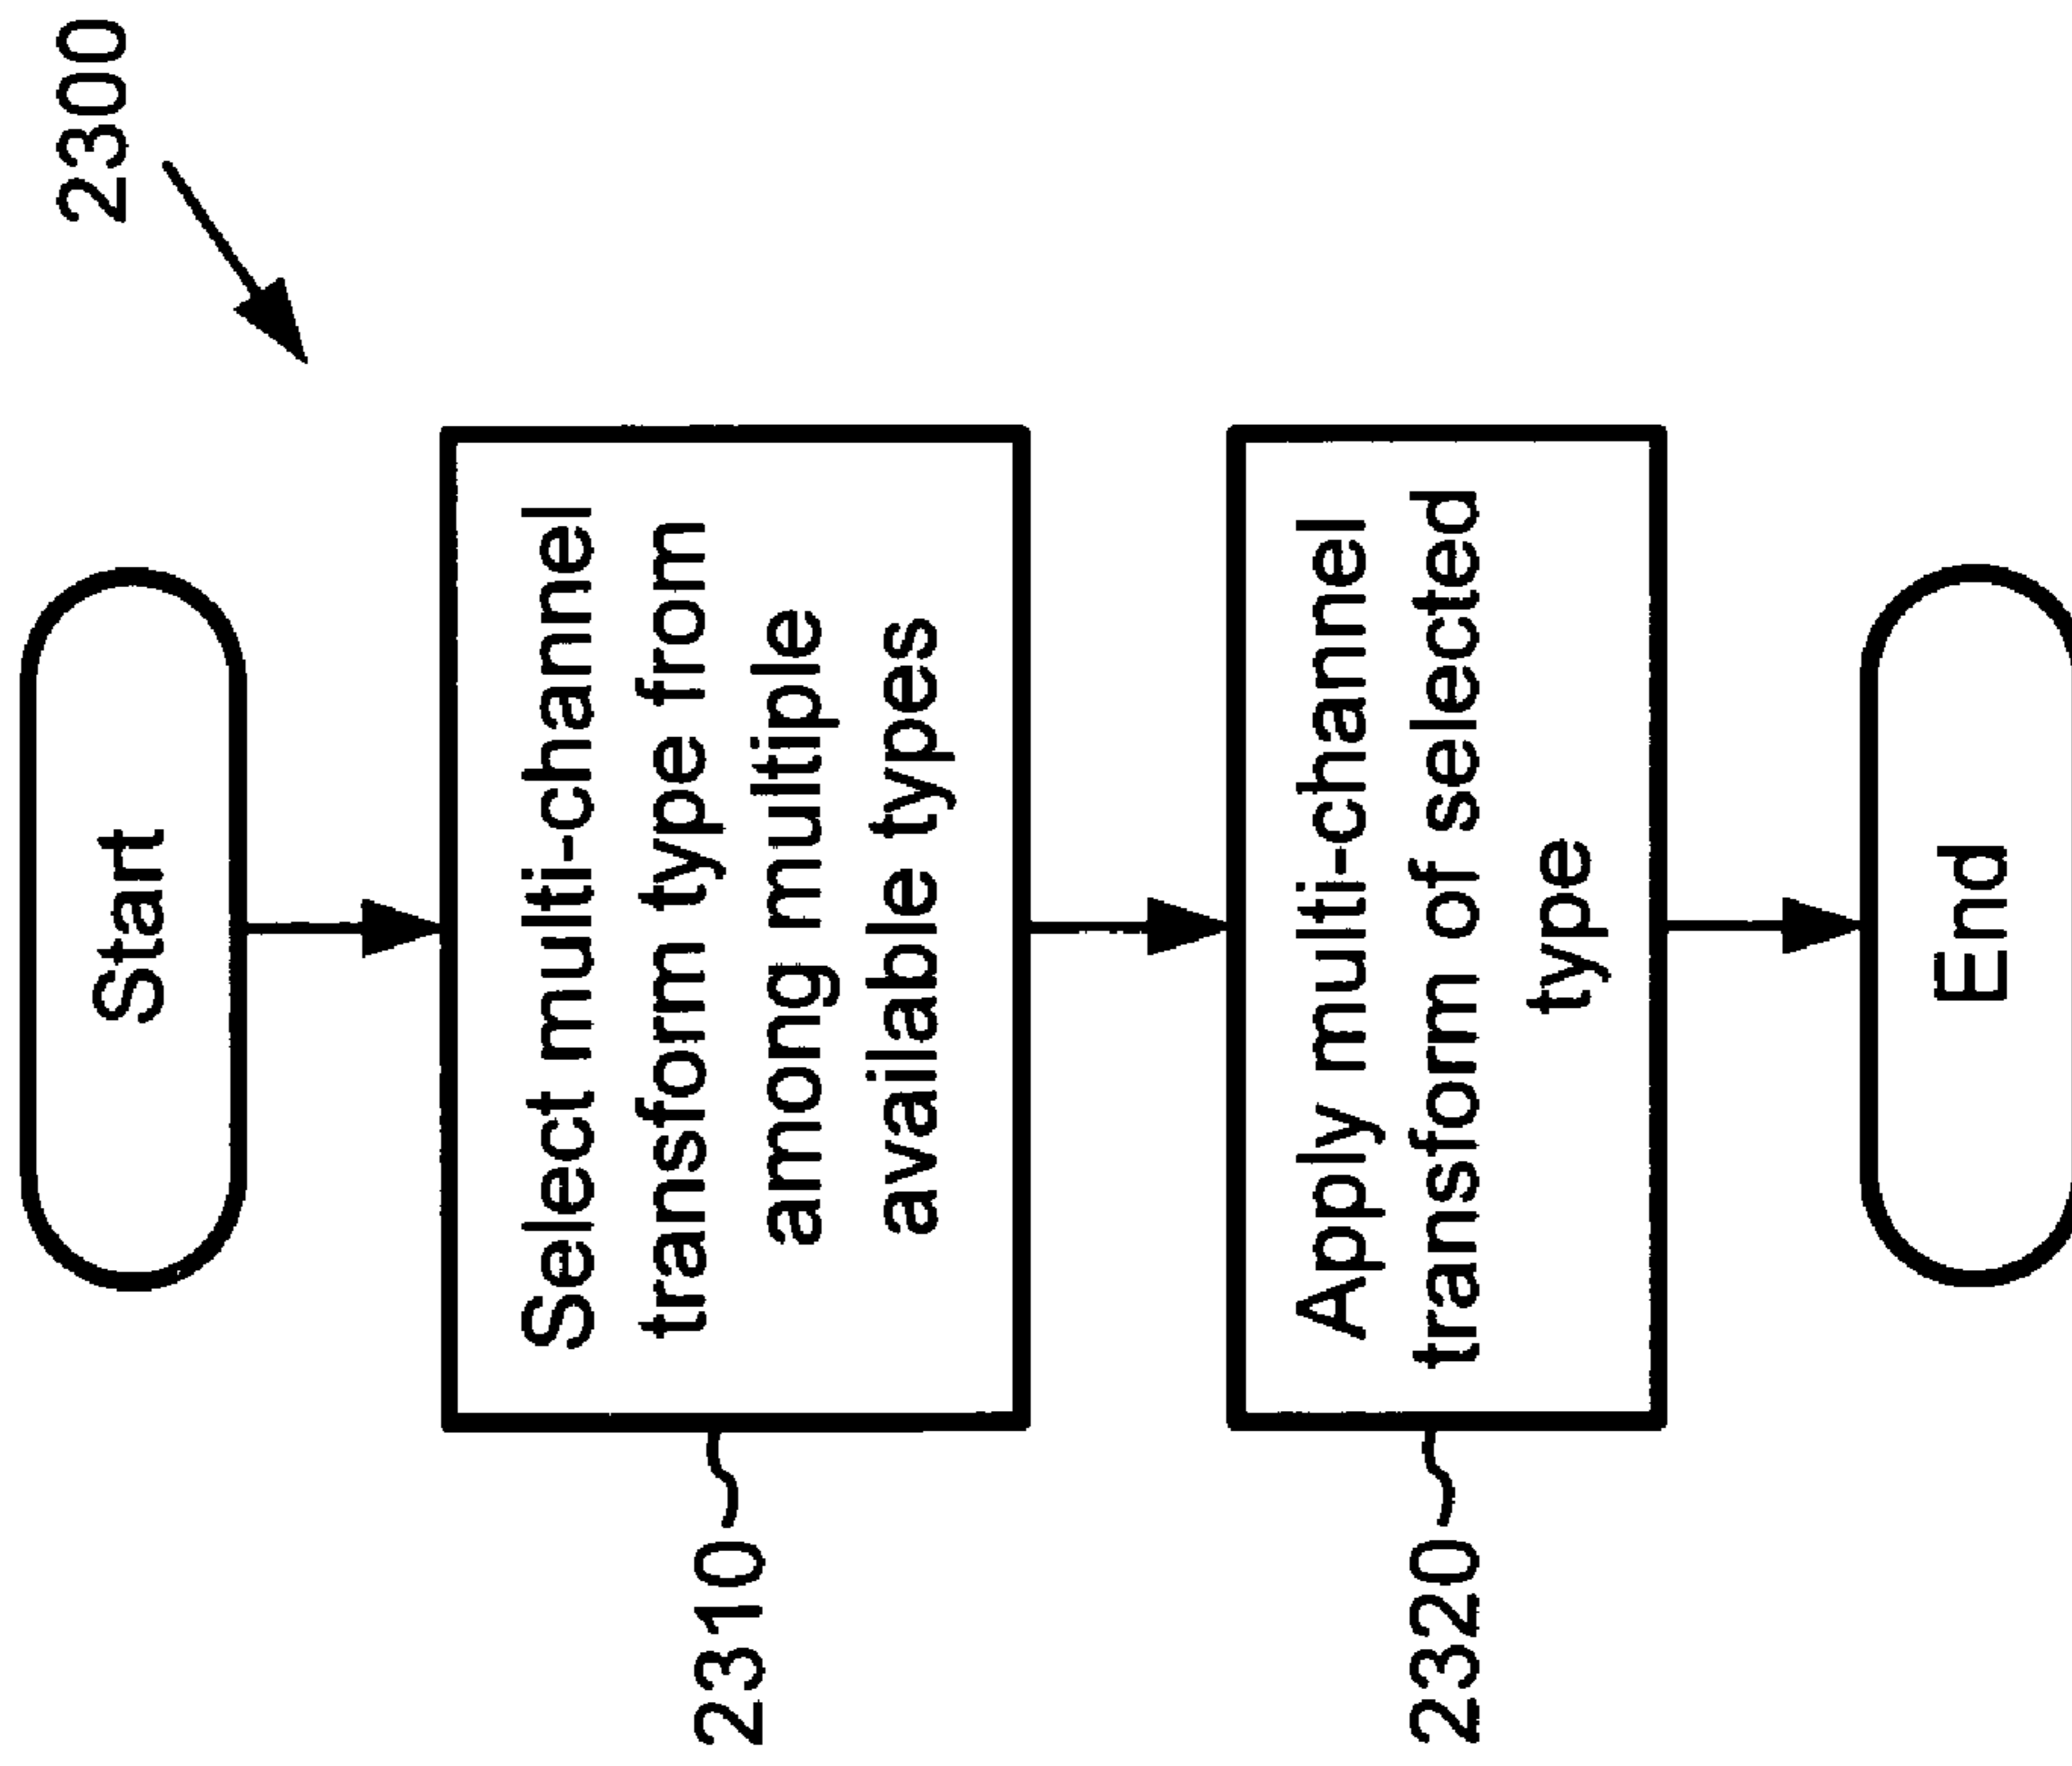 2300
Start
Select multi-channel
transform type from
among multiple
available types
2310
Apply multi-channel
transform of selected
type
2320
End